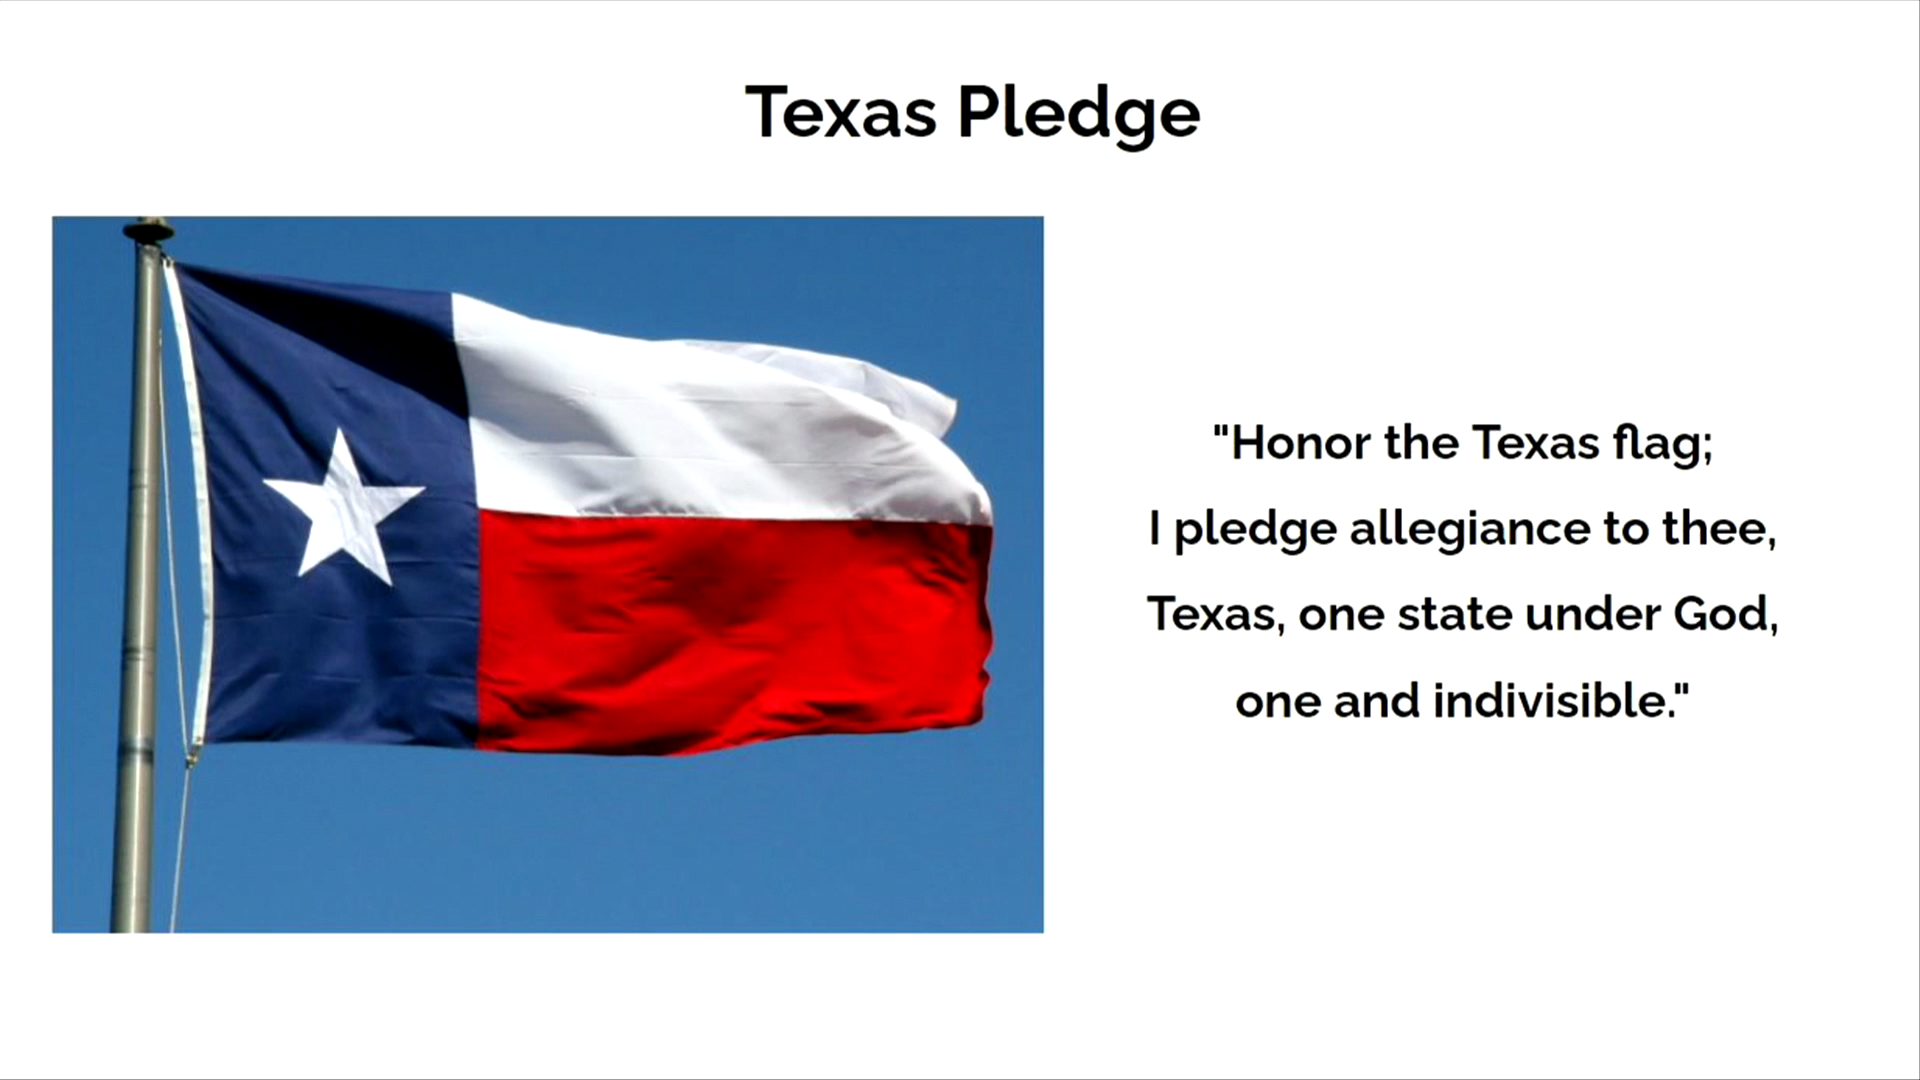 Texas Pledge
"Honor the Texas flag;
I pledge allegiance to thee,
Texas, one state under God,
one and indivisible."